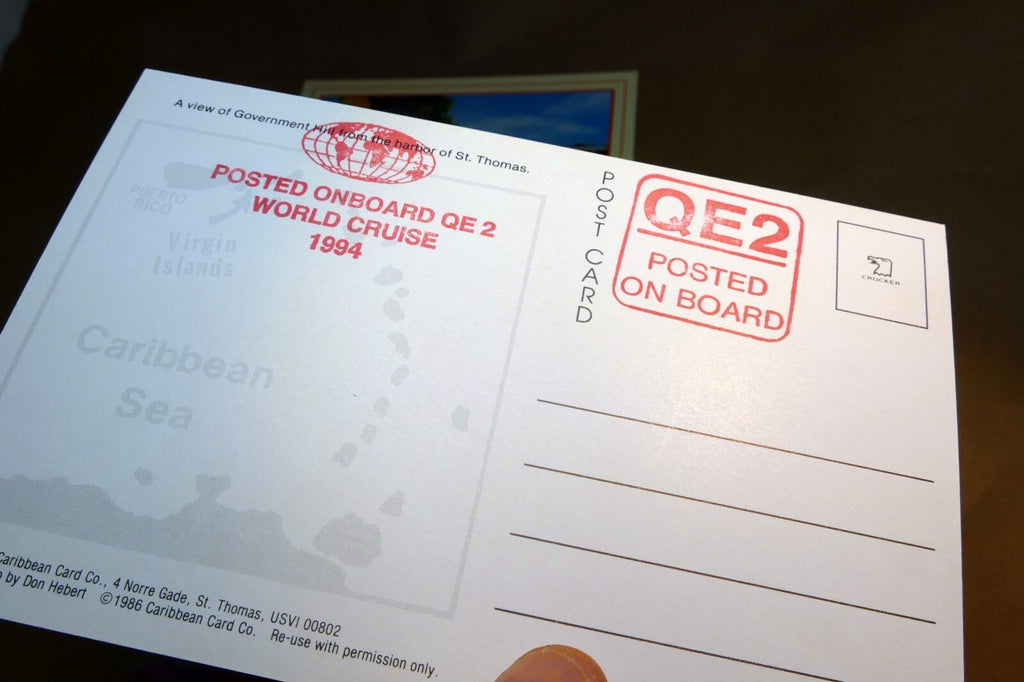 A view of Government Hill from the harbor of St. Thomas.
POSTED ONBOARD QE 2
WORLD CRUISE
1994
PUERTO
RICO
Virgin
Islands
Caribbean
Sea
Caribbean Card Co., 4 Norre Gade, St. Thomas, USVI 00802
by Don Hebert ©1986 Caribbean Card Co. Re-use with permission only.
POST CARD
QE2
POSTED
ON BOARD
CROCKER